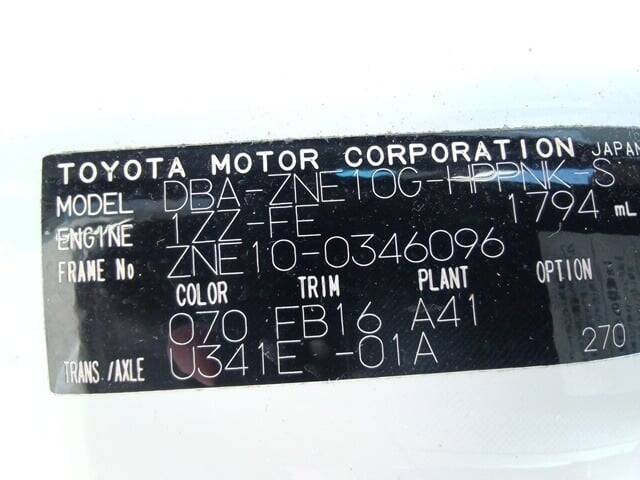 TOYOTA MOTOR CORPORATION JAPAN
MODEL DBA-ZNE10G-HPPNK-S
ENGINE 1ZZ-FE 1794 mL
FRAME No ZNE10-0346096
COLOR TRIM PLANT OPTION
070 EB16 A41
TRANS./AXLE U341E -01A 270